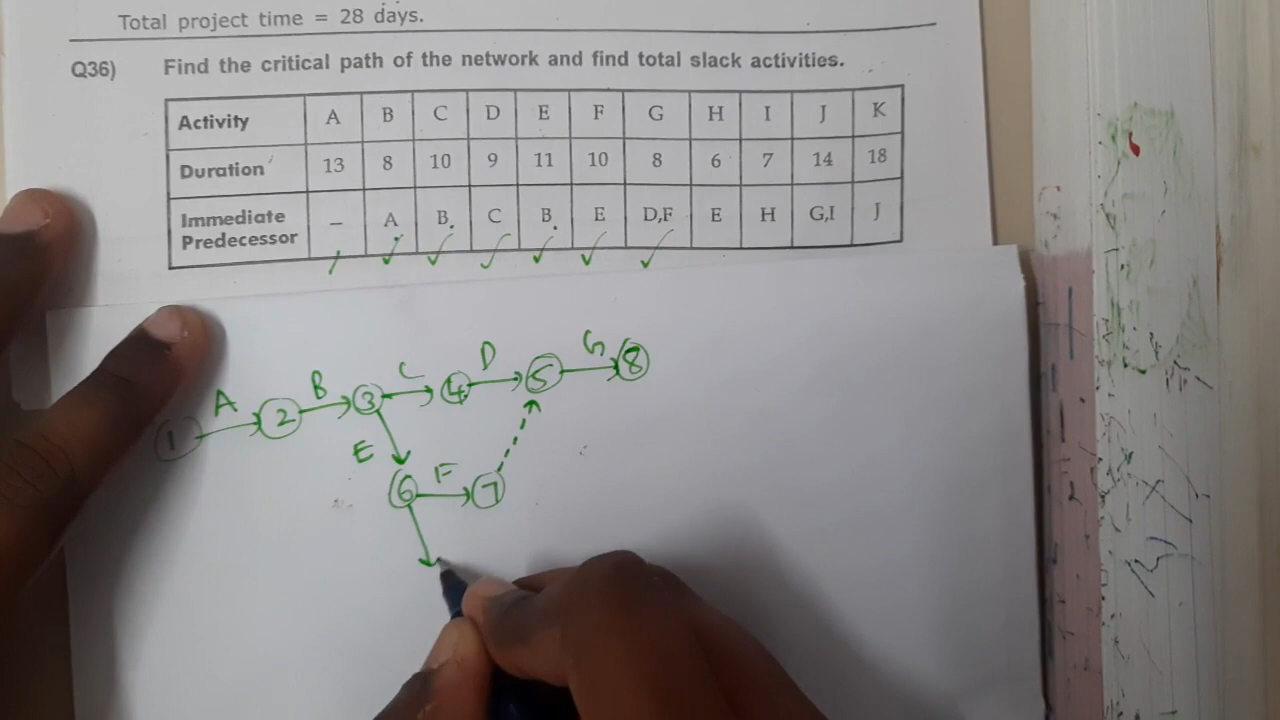 Total project time = 28 days.
Q36) Find the critical path of the network and find total slack activities.
Activity A B C D E F G H I J K
Duration 13 8 10 9 11 10 8 6 7 14 18
Immediate Predecessor – A B C B E D,F E H G,I J
A B C D G
1 2 3 4 5 8
E F
6 7